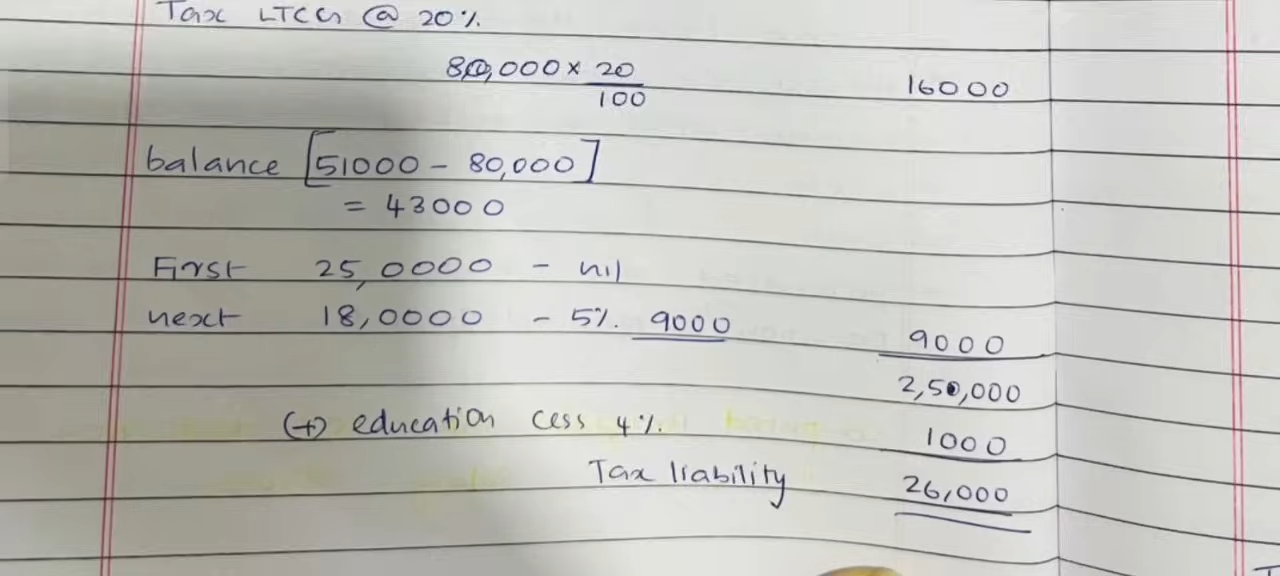 Tax LTCG @ 20%.
80,000 × 20/100 16000
balance [51000 - 80,000]
= 43000
First 25,0000 - nil
next 18,0000 - 5%. 9000
9000
2,50,000
(+) education cess 4%.
1000
Tax liability 26,000